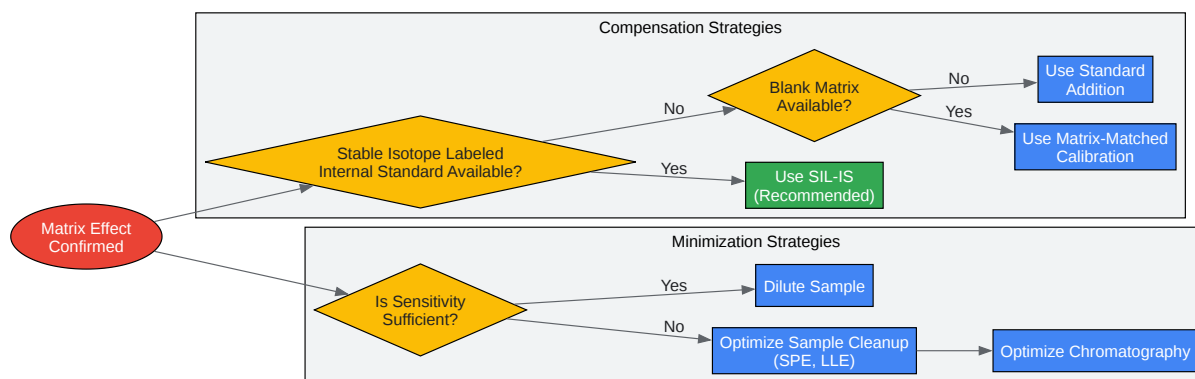 Compensation Strategies
Blank Matrix
Available?
No
Use Standard
Addition
Yes
Use Matrix-Matched
Calibration
No
Stable Isotope Labeled
Internal Standard Available?
Yes
Use SIL-IS
(Recommended)
Matrix Effect
Confirmed
Minimization Strategies
Is Sensitivity
Sufficient?
Yes
Dilute Sample
No
Optimize Sample Cleanup
(SPE, LLE)
Optimize Chromatography